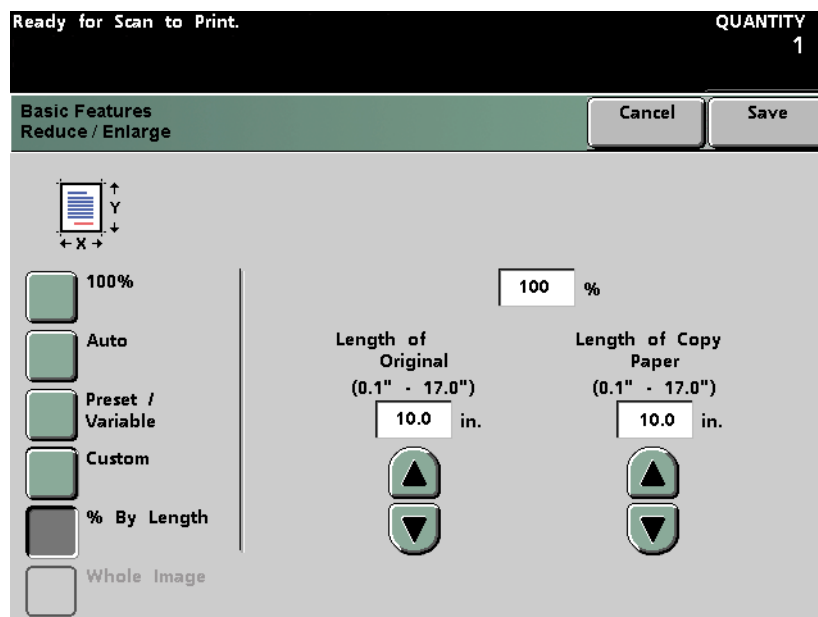 Ready for Scan to Print.
QUANTITY
1
Basic Features
Reduce / Enlarge
Cancel
Save
Y
X
100%
Auto
Preset /
Variable
Custom
% By Length
Whole Image
100 %
Length of
Original
(0.1" - 17.0")
10.0 in.
Length of Copy
Paper
(0.1" - 17.0")
10.0 in.